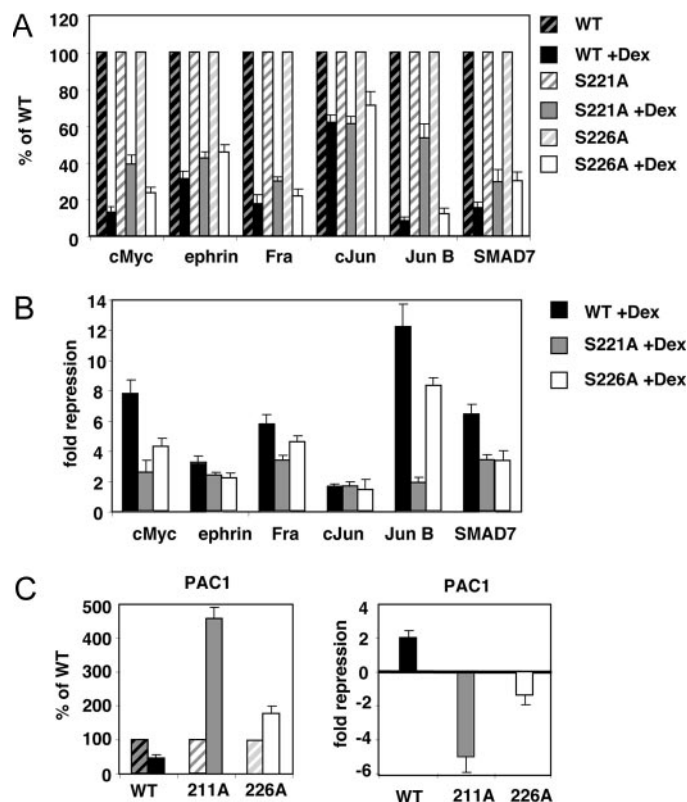 A
120
100
80
60
40
20
0
% of WT
cMyc ephrin Fra cJun Jun B SMAD7
WT
WT +Dex
S221A
S221A +Dex
S226A
S226A +Dex
B
14
12
10
8
6
4
2
0
fold repression
cMyc ephrin Fra cJun Jun B SMAD7
WT +Dex
S221A +Dex
S226A +Dex
C
PAC1
500
400
300
200
100
0
% of WT
WT 211A 226A
PAC1
4
2
0
-2
-4
-6
fold repression
WT 211A 226A